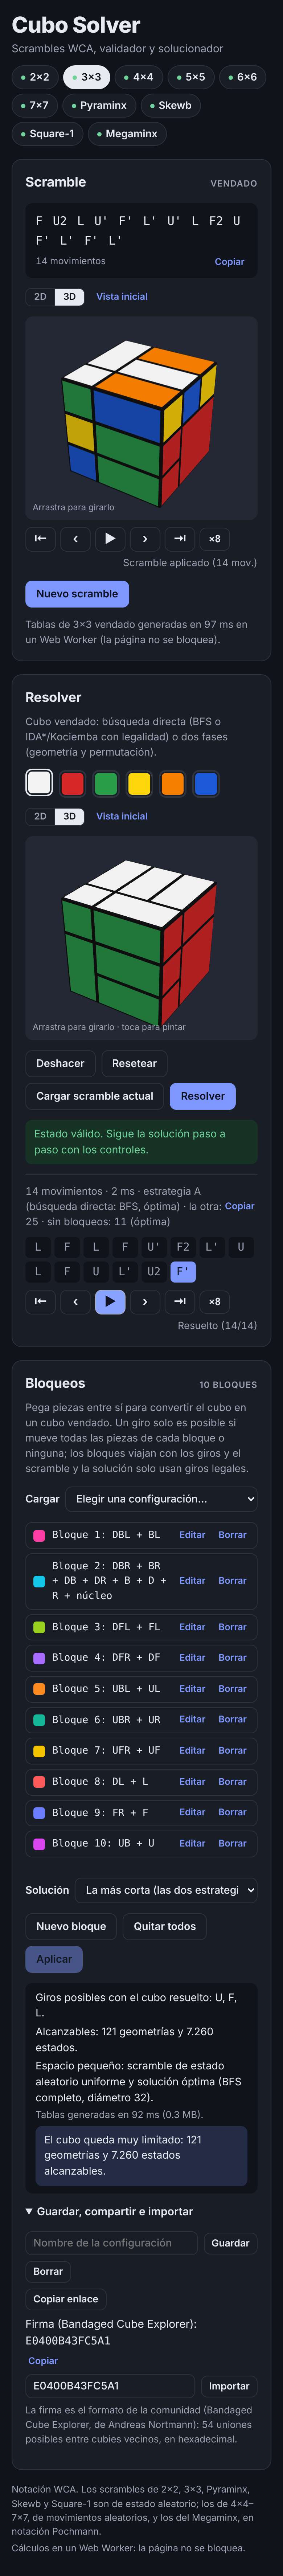 Cubo Solver
Scrambles WCA, validador y solucionador
2×2
3×3
4×4
5×5
6×6
7×7
Pyraminx
Skewb
Square-1
Megaminx
Scramble
VENDADO
F U2 L U' F' L' U' L F2 U
F' L' F' L'
14 movimientos
Copiar
2D
3D
Vista inicial
Arrastra para girarlo
×8
Scramble aplicado (14 mov.)
Nuevo scramble
Tablas de 3×3 vendado generadas en 97 ms en
un Web Worker (la página no se bloquea).
Resolver
Cubo vendado: búsqueda directa (BFS o
IDA*/Kociemba con legalidad) o dos fases
(geometría y permutación).
2D
3D
Vista inicial
Arrastra para girarlo · toca para pintar
Deshacer
Resetear
Cargar scramble actual
Resolver
Estado válido. Sigue la solución paso a
paso con los controles.
14 movimientos · 2 ms · estrategia A
(búsqueda directa: BFS, óptima) · la otra:
25 · sin bloqueos: 11 (óptima)
Copiar
L F L F U' F2 L' U
L F U L' U2 F'
×8
Resuelto (14/14)
Bloqueos
10 BLOQUES
Pega piezas entre sí para convertir el cubo en
un cubo vendado. Un giro solo es posible si
mueve todas las piezas de cada bloque o
ninguna; los bloques viajan con los giros y el
scramble y la solución solo usan giros legales.
Cargar
Elegir una configuración...
Bloque 1: DBL + BL
Editar
Borrar
Bloque 2: DBR + BR
+ DB + DR + B + D +
R + núcleo
Editar
Borrar
Bloque 3: DFL + FL
Editar
Borrar
Bloque 4: DFR + DF
Editar
Borrar
Bloque 5: UBL + UL
Editar
Borrar
Bloque 6: UBR + UR
Editar
Borrar
Bloque 7: UFR + UF
Editar
Borrar
Bloque 8: DL + L
Editar
Borrar
Bloque 9: FR + F
Editar
Borrar
Bloque 10: UB + U
Editar
Borrar
Solución
La más corta (las dos estrategi
Nuevo bloque
Quitar todos
Aplicar
Giros posibles con el cubo resuelto: U, F,
L.
Alcanzables: 121 geometrías y 7.260
estados.
Espacio pequeño: scramble de estado
aleatorio uniforme y solución óptima (BFS
completo, diámetro 32).
Tablas generadas en 92 ms (0.3 MB).
El cubo queda muy limitado: 121
geometrías y 7.260 estados
alcanzables.
▼ Guardar, compartir e importar
Nombre de la configuración
Guardar
Borrar
Copiar enlace
Firma (Bandaged Cube Explorer):
E0400B43FC5A1
Copiar
E0400B43FC5A1
Importar
La firma es el formato de la comunidad (Bandaged
Cube Explorer, de Andreas Nortmann): 54 uniones
posibles entre cubies vecinos, en hexadecimal.
Notación WCA. Los scrambles de 2×2, 3×3, Pyraminx,
Skewb y Square-1 son de estado aleatorio; los de 4×4–
7×7, de movimientos aleatorios, y los del Megaminx, en
notación Pochmann.
Cálculos en un Web Worker: la página no se bloquea.